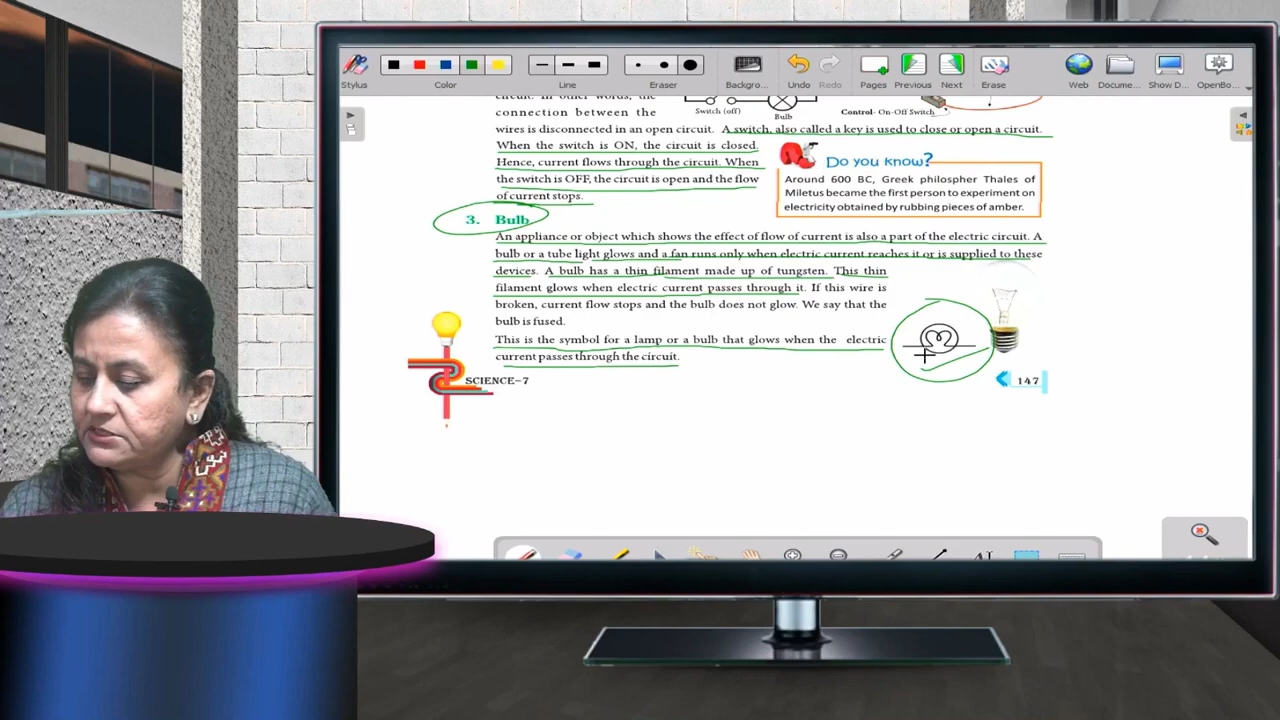 Stylus
Color
Line
Eraser
Backgro...
Undo
Redo
Pages
Previous
Next
Erase
Web
Docume...
Show D...
OpenBo...
circuit. In other words, the
connection between the
wires is disconnected in an open circuit. A switch, also called a key is used to close or open a circuit.
When the switch is ON, the circuit is closed.
Hence, current flows through the circuit. When
the switch is OFF, the circuit is open and the flow
of current stops.
Switch (off)
Bulb
Control- On-Off Switch
Do you know?
Around 600 BC, Greek philospher Thales of
Miletus became the first person to experiment on
electricity obtained by rubbing pieces of amber.
3. Bulb
An appliance or object which shows the effect of flow of current is also a part of the electric circuit. A
bulb or a tube light glows and a fan runs only when electric current reaches it or is supplied to these
devices. A bulb has a thin filament made up of tungsten. This thin
filament glows when electric current passes through it. If this wire is
broken, current flow stops and the bulb does not glow. We say that the
bulb is fused.
This is the symbol for a lamp or a bulb that glows when the electric
current passes through the circuit.
SCIENCE-7
147